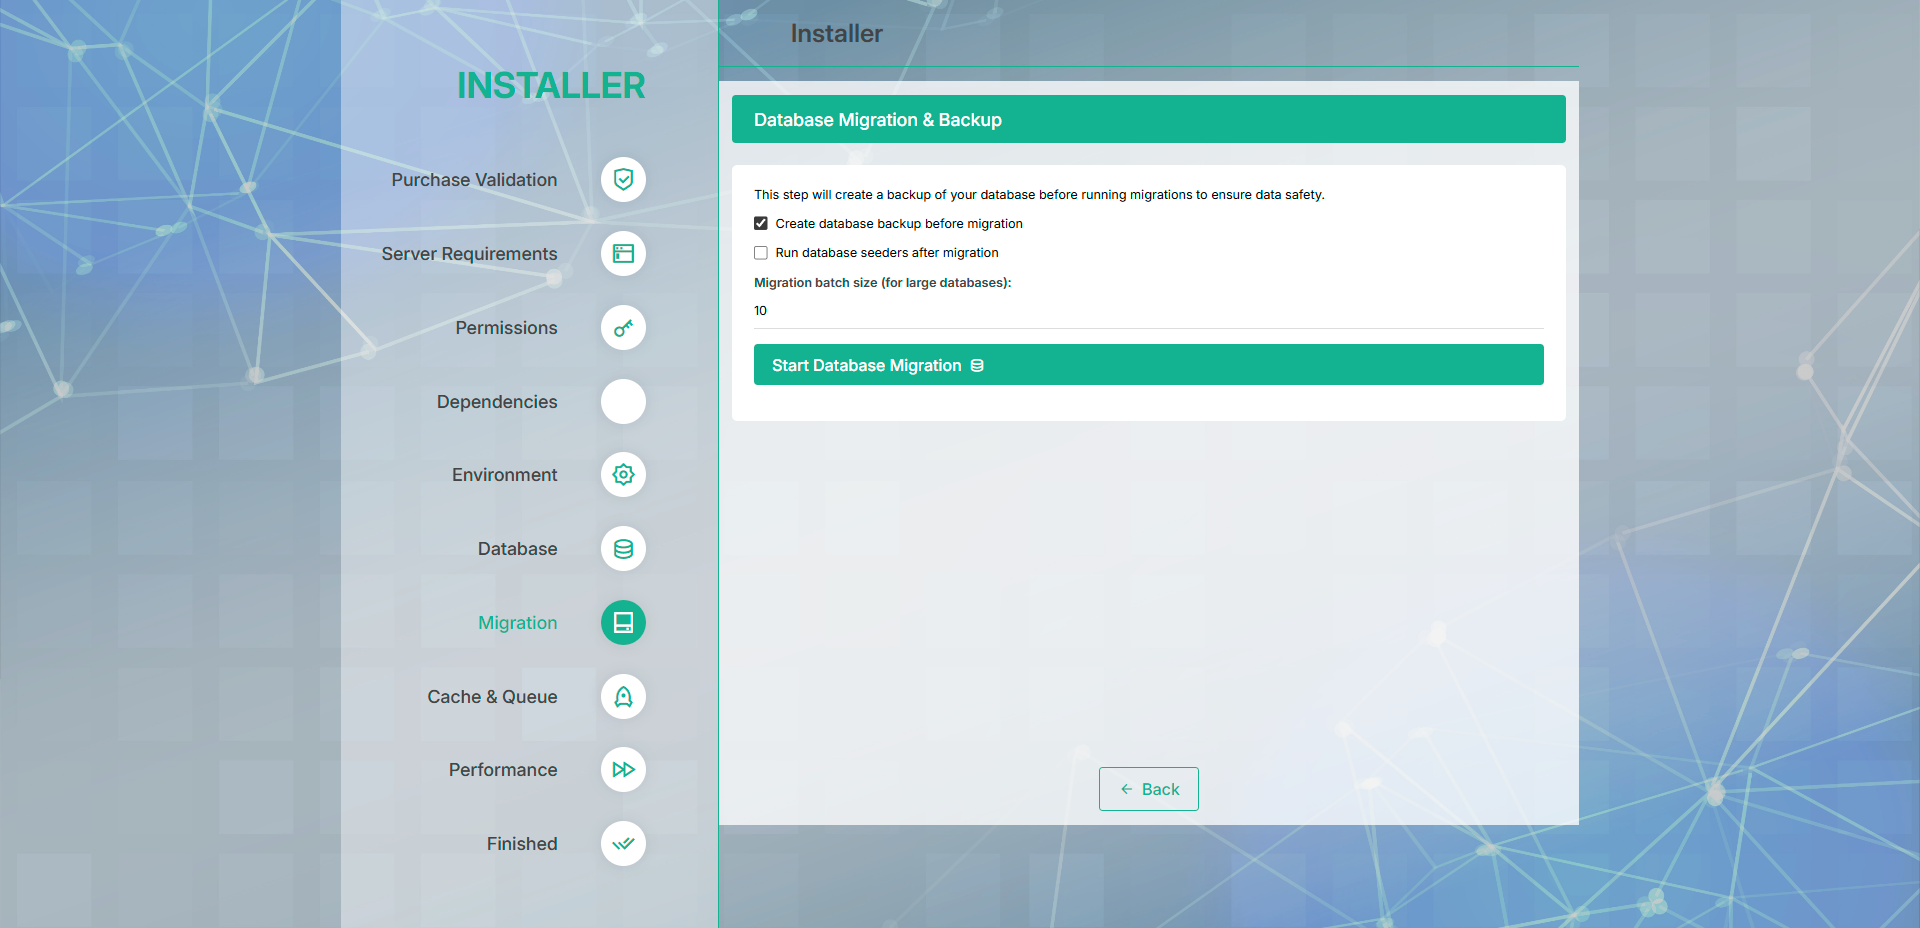 INSTALLER
Purchase Validation
Server Requirements
Permissions
Dependencies
Environment
Database
Migration
Cache & Queue
Performance
Finished
Installer
Database Migration & Backup
This step will create a backup of your database before running migrations to ensure data safety.
Create database backup before migration
Run database seeders after migration
Migration batch size (for large databases):
10
Start Database Migration
Back